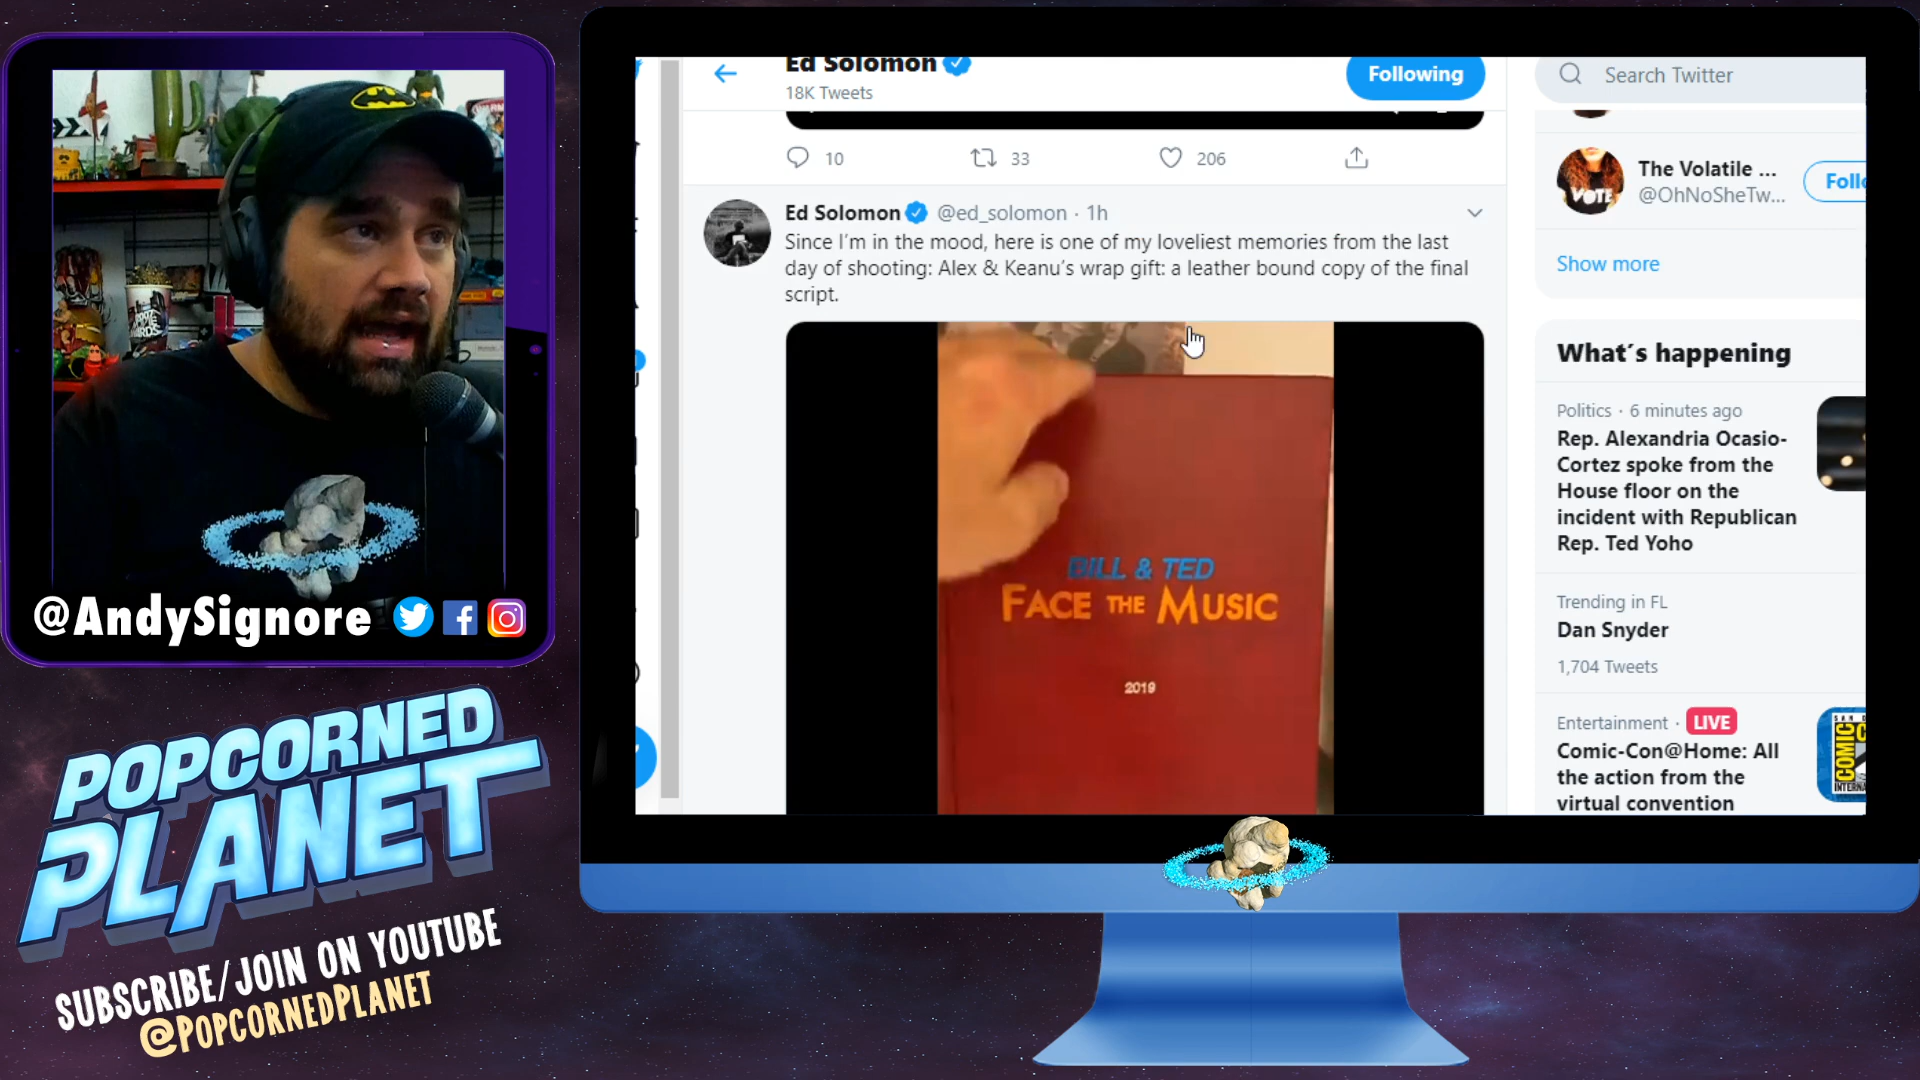 @AndySignore
POPCORNED
PLANET
SUBSCRIBE/JOIN ON YOUTUBE
@POPCORNEDPLANET
Ed Solomon
18K Tweets
Following
10
33
206
Ed Solomon @ed_solomon · 1h
Since I'm in the mood, here is one of my loveliest memories from the last
day of shooting: Alex & Keanu's wrap gift: a leather bound copy of the final
script.
BILL & TED
FACE THE MUSIC
2019
Search Twitter
VOTE
The Volatile ...
@OhNoSheTw...
Follo
Show more
What's happening
Politics · 6 minutes ago
Rep. Alexandria Ocasio-
Cortez spoke from the
House floor on the
incident with Republican
Rep. Ted Yoho
Trending in FL
Dan Snyder
1,704 Tweets
Entertainment · LIVE
Comic-Con@Home: All
the action from the
virtual convention
COMIC